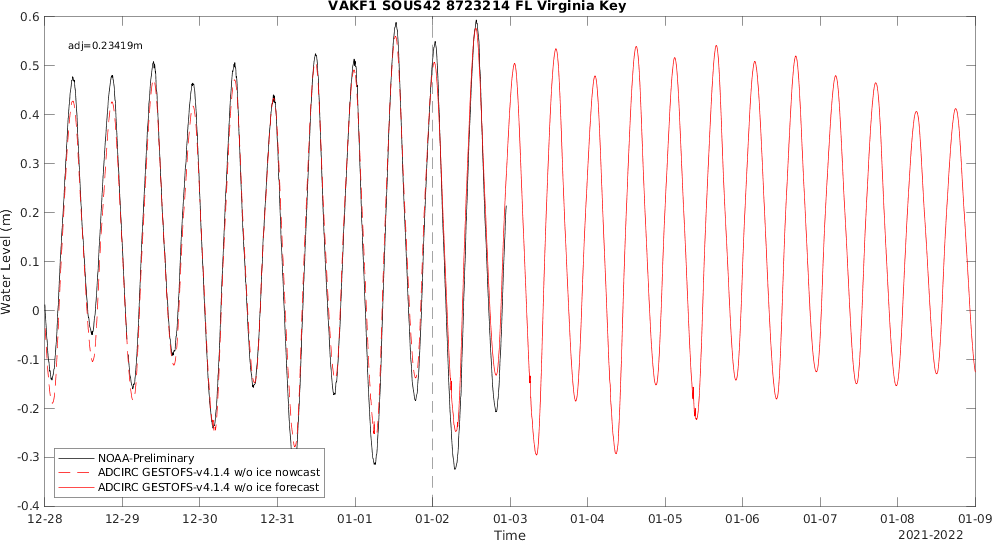 VAKF1 SOUS42 8723214 FL Virginia Key
adj=0.23419m
0.6
0.5
0.4
0.3
0.2
0.1
0
-0.1
-0.2
-0.3
-0.4
Water Level (m)
NOAA-Preliminary
ADCIRC GESTOFS-v4.1.4 w/o ice nowcast
ADCIRC GESTOFS-v4.1.4 w/o ice forecast
12-28 12-29 12-30 12-31 01-01 01-02 01-03 01-04 01-05 01-06 01-07 01-08 01-09
Time
2021-2022